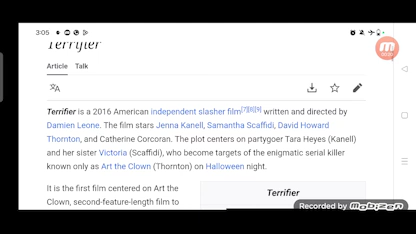 3:05
Terrifier
Article Talk
Terrifier is a 2016 American independent slasher film[7][8][9] written and directed by
Damien Leone. The film stars Jenna Kanell, Samantha Scaffidi, David Howard
Thornton, and Catherine Corcoran. The plot centers on partygoer Tara Heyes (Kanell)
and her sister Victoria (Scaffidi), who become targets of the enigmatic serial killer
known only as Art the Clown (Thornton) on Halloween night.
It is the first film centered on Art the
Clown, second-feature-length film to
Terrifier
Recorded by Mobizen